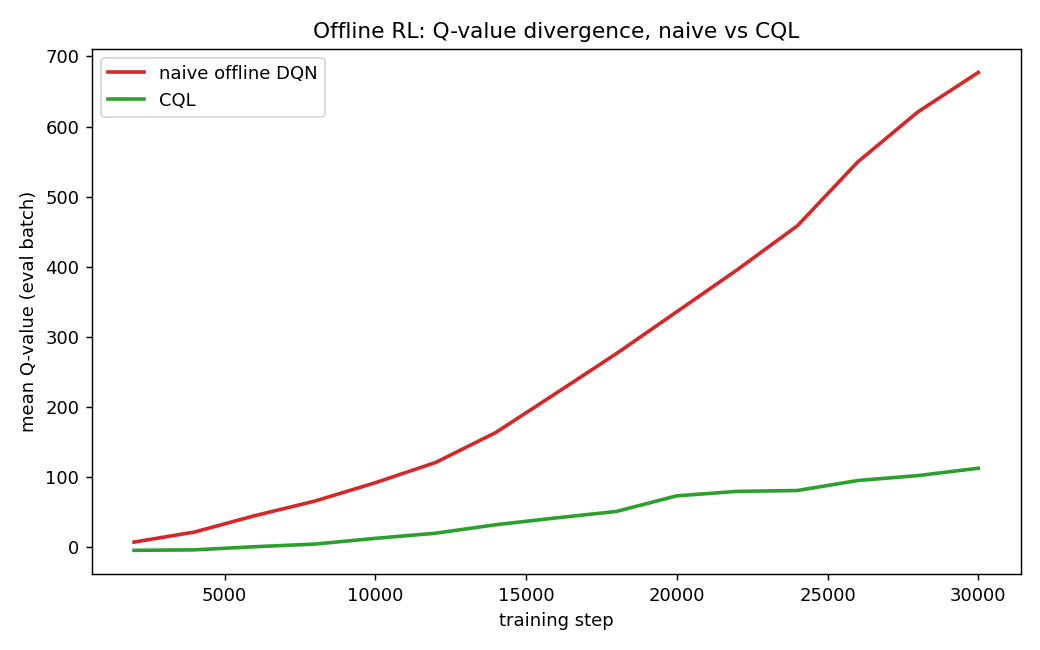 Offline RL: Q-value divergence, naive vs CQL
naive offline DQN
CQL
mean Q-value (eval batch)
700
600
500
400
300
200
100
0
5000
10000
15000
20000
25000
30000
training step